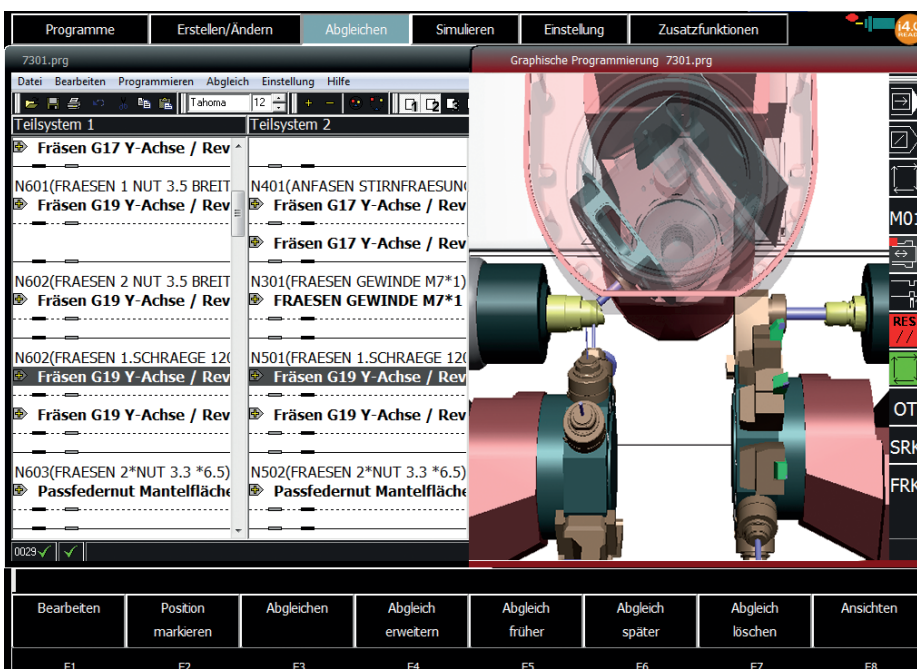 Programme Erstellen/Ändern Abgleichen Simulieren Einstellung Zusatzfunktionen
i4.0
READY
7301.prg
Graphische Programmierung 7301.prg
Datei Bearbeiten Programmieren Abgleich Einstellung Hilfe
Tahoma 12
Teilsystem 1 Teilsystem 2
Fräsen G17 Y-Achse / Rev
N601(FRAESEN 1 NUT 3.5 BREIT N401(ANFASEN STIRNFRAESUN
Fräsen G19 Y-Achse / Rev Fräsen G17 Y-Achse / Rev
Fräsen G17 Y-Achse / Rev
N602(FRAESEN 2 NUT 3.5 BREIT N301(FRAESEN GEWINDE M7*1)
Fräsen G19 Y-Achse / Rev FRAESEN GEWINDE M7*1
N602(FRAESEN 1.SCHRAEGE 120 N501(FRAESEN 1.SCHRAEGE 120
Fräsen G19 Y-Achse / Rev Fräsen G19 Y-Achse / Rev
Fräsen G19 Y-Achse / Rev Fräsen G19 Y-Achse / Rev
N603(FRAESEN 2*NUT 3.3 *6.5) N502(FRAESEN 2*NUT 3.3 *6.5)
Passfedernut Mantelfläche Passfedernut Mantelfläche
0029
M01
RES
//
OT
SRK
FRK
Bearbeiten Position markieren Abgleichen Abgleich erweitern Abgleich früher Abgleich später Abgleich löschen Ansichten
F1 F2 F3 F4 F5 F6 F7 F8